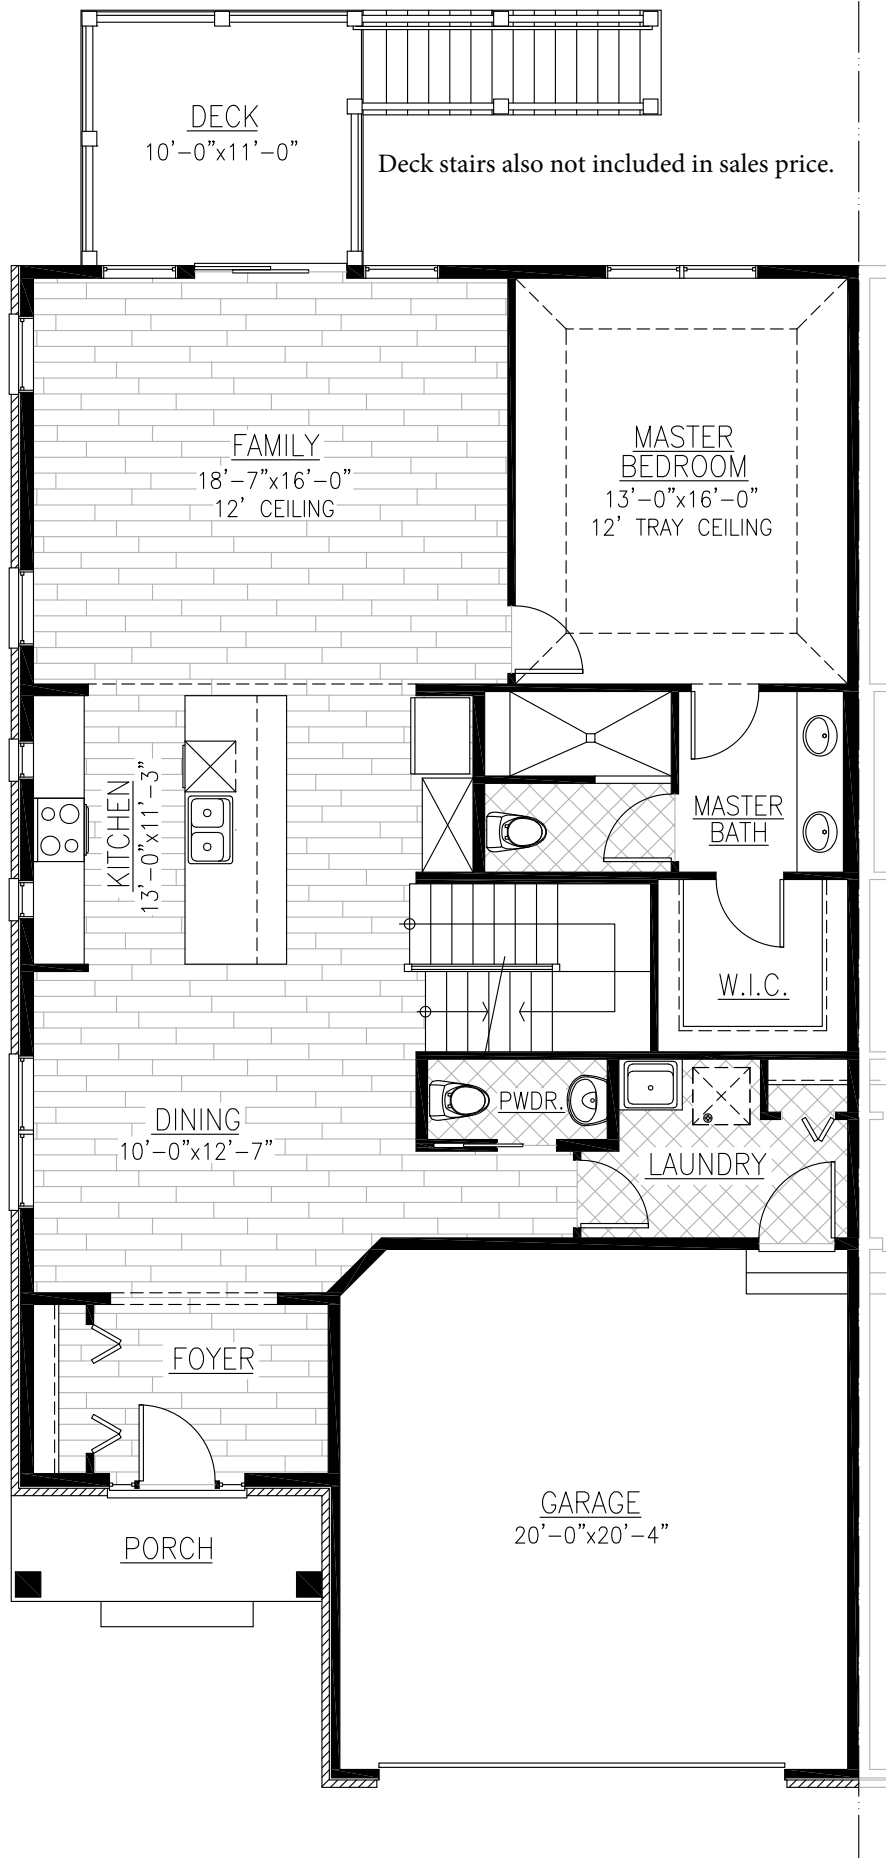 DECK
10'-0"x11'-0"
Deck stairs also not included in sales price.
FAMILY
18'-7"x16'-0"
12' CEILING
MASTER
BEDROOM
13'-0"x16'-0"
12' TRAY CEILING
KITCHEN
13'-0"x11'-3"
MASTER
BATH
W.I.C.
PWDR.
DINING
10'-0"x12'-7"
LAUNDRY
FOYER
GARAGE
20'-0"x20'-4"
PORCH